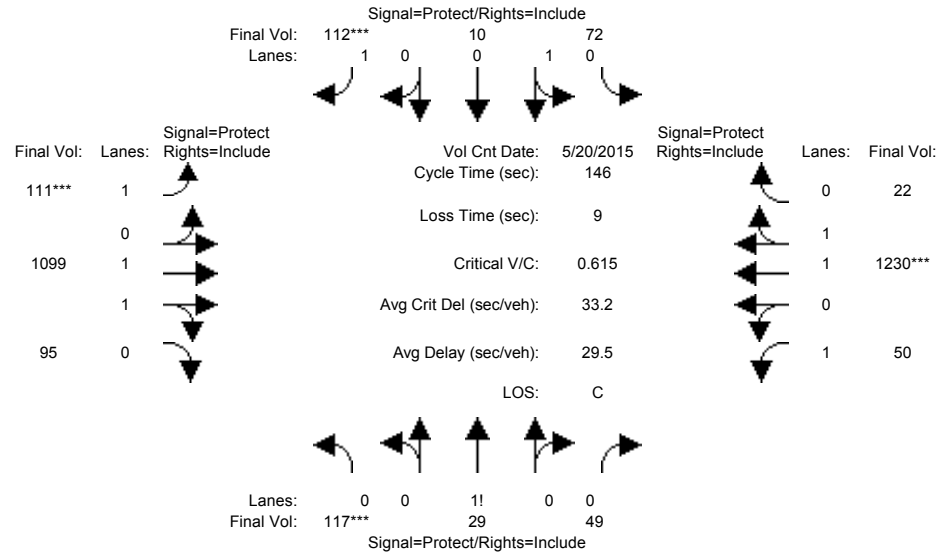 Signal=Protect/Rights=Include
Final Vol: 112*** 10 72
Lanes: 1 0 0 1 0
Signal=Protect Signal=Protect
Final Vol: Lanes: Rights=Include Vol Cnt Date: 5/20/2015 Rights=Include Lanes: Final Vol:
Cycle Time (sec): 146
111*** 1 0 22
Loss Time (sec): 9
0 1
1099 1 Critical V/C: 0.615 1 1230***
1 Avg Crit Del (sec/veh): 33.2 0
95 0 Avg Delay (sec/veh): 29.5 1 50
LOS: C
Lanes: 0 0 1! 0 0
Final Vol: 117*** 29 49
Signal=Protect/Rights=Include